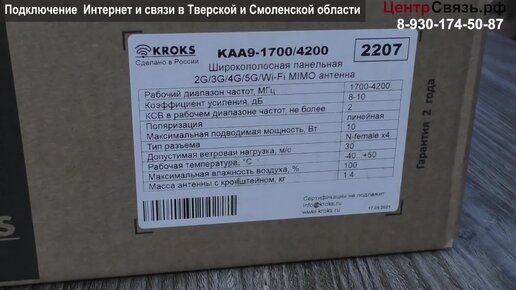 Подключение Интернет и связи в Тверской и Смоленской области
ЦентрСвязь.рф
8-930-174-50-87
KROKS
Сделано в России
KAA9-1700/4200
2207
Широкополосная панельная
2G/3G/4G/5G/Wi-Fi MIMO антенна
Рабочий диапазон частот, МГц 1700-4200
Коэффициент усиления, дБ 8-10
КСВ в рабочем диапазоне частот, не более 2
Поляризация линейная
Максимальная подводимая мощность, Вт 10
Тип разъема N-female x4
Допустимая ветровая нагрузка, м/с 30
Рабочая температура, °С -40..+50
Максимальная влажность воздуха, % 100
Масса антенны с кронштейном, кг 1.4
Сертификации не подлежит
info@kroks.ru
www.kroks.ru
17.05.2021
Гарантия 2 года